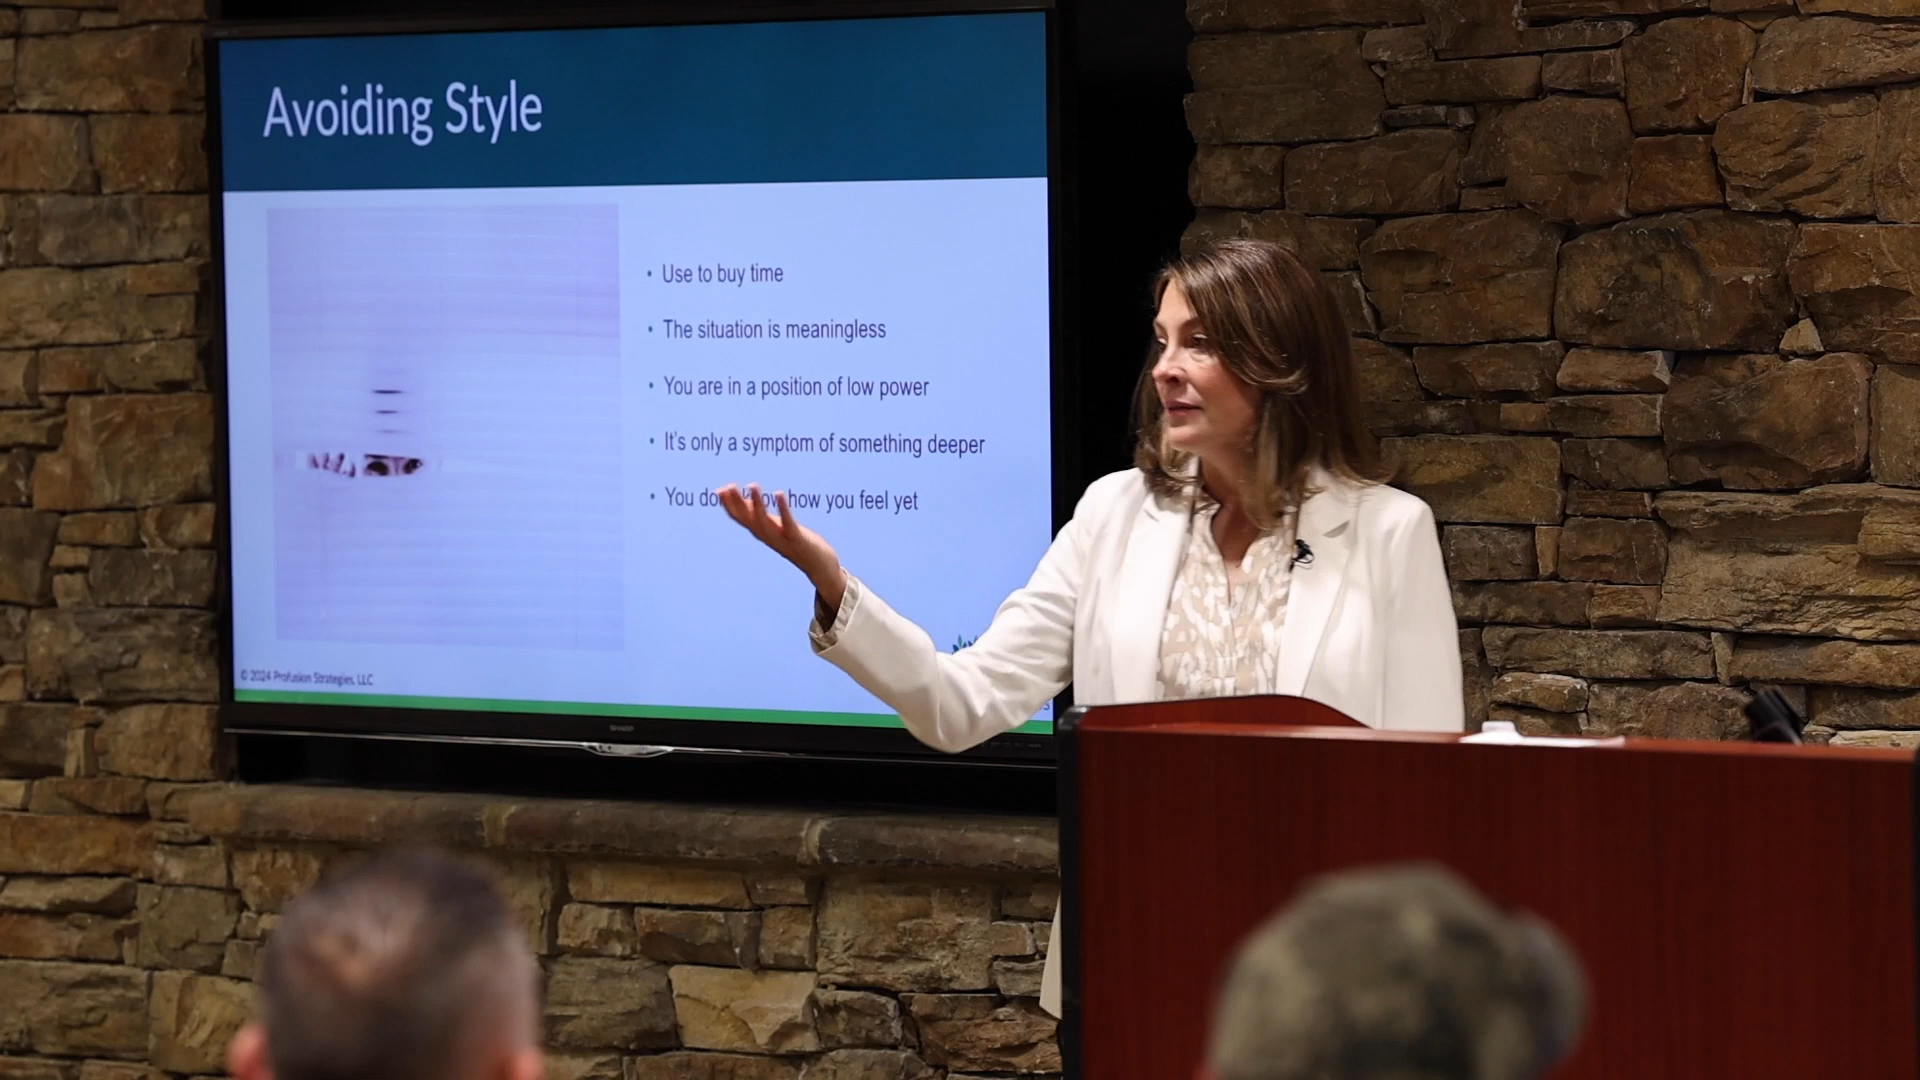 Avoiding Style
• Use to buy time
• The situation is meaningless
• You are in a position of low power
• It's only a symptom of something deeper
• You how you feel yet
© 2024 Profusion Strategies, LLC
SHARP